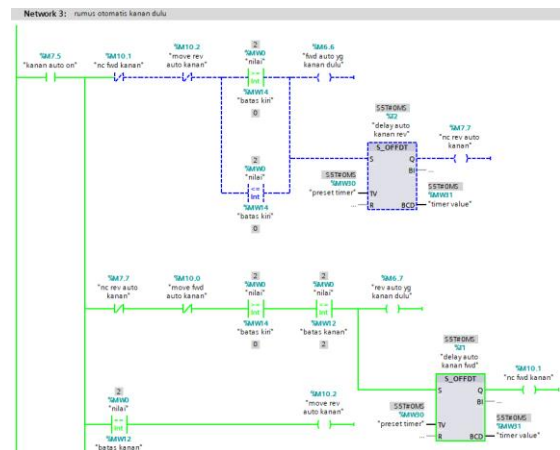 Network 3: rumus otomatis kanan dulu
%M7.5
"kanan auto on"
%M10.1
"nc fwd kanan"
%M10.2
"move rev
auto kanan"
2
%MW0
"nilai"
Int
%MW14
"batas kiri"
0
%M6.6
"fwd auto yg
kanan dulu"
2
%MW0
"nilai"
Int
%MW14
"batas kiri"
0
S5T#0MS
%T2
"delay auto
kanan rev"
S_OFFDT
S Q
BI ...
S5T#0MS
%MW30
"preset timer" TV
... R BCD
S5T#0MS
%MW31
"timer value"
%M7.7
"nc rev auto
kanan"
%M7.7
"nc rev auto
kanan"
%M10.0
"move fwd
auto kanan"
2
%MW0
"nilai"
Int
%MW14
"batas kiri"
0
2
%MW0
"nilai"
Int
%MW12
"batas kanan"
2
%M6.7
"rev auto yg
kanan dulu"
S5T#0MS
%T1
"delay auto
kanan fwd"
S_OFFDT
S Q
BI ...
S5T#0MS
%MW30
"preset timer" TV
... R BCD
S5T#0MS
%MW31
"timer value"
%M10.1
"nc fwd kanan"
2
%MW0
"nilai"
Int
%MW12
"batas kanan"
%M10.2
"move rev
auto kanan"